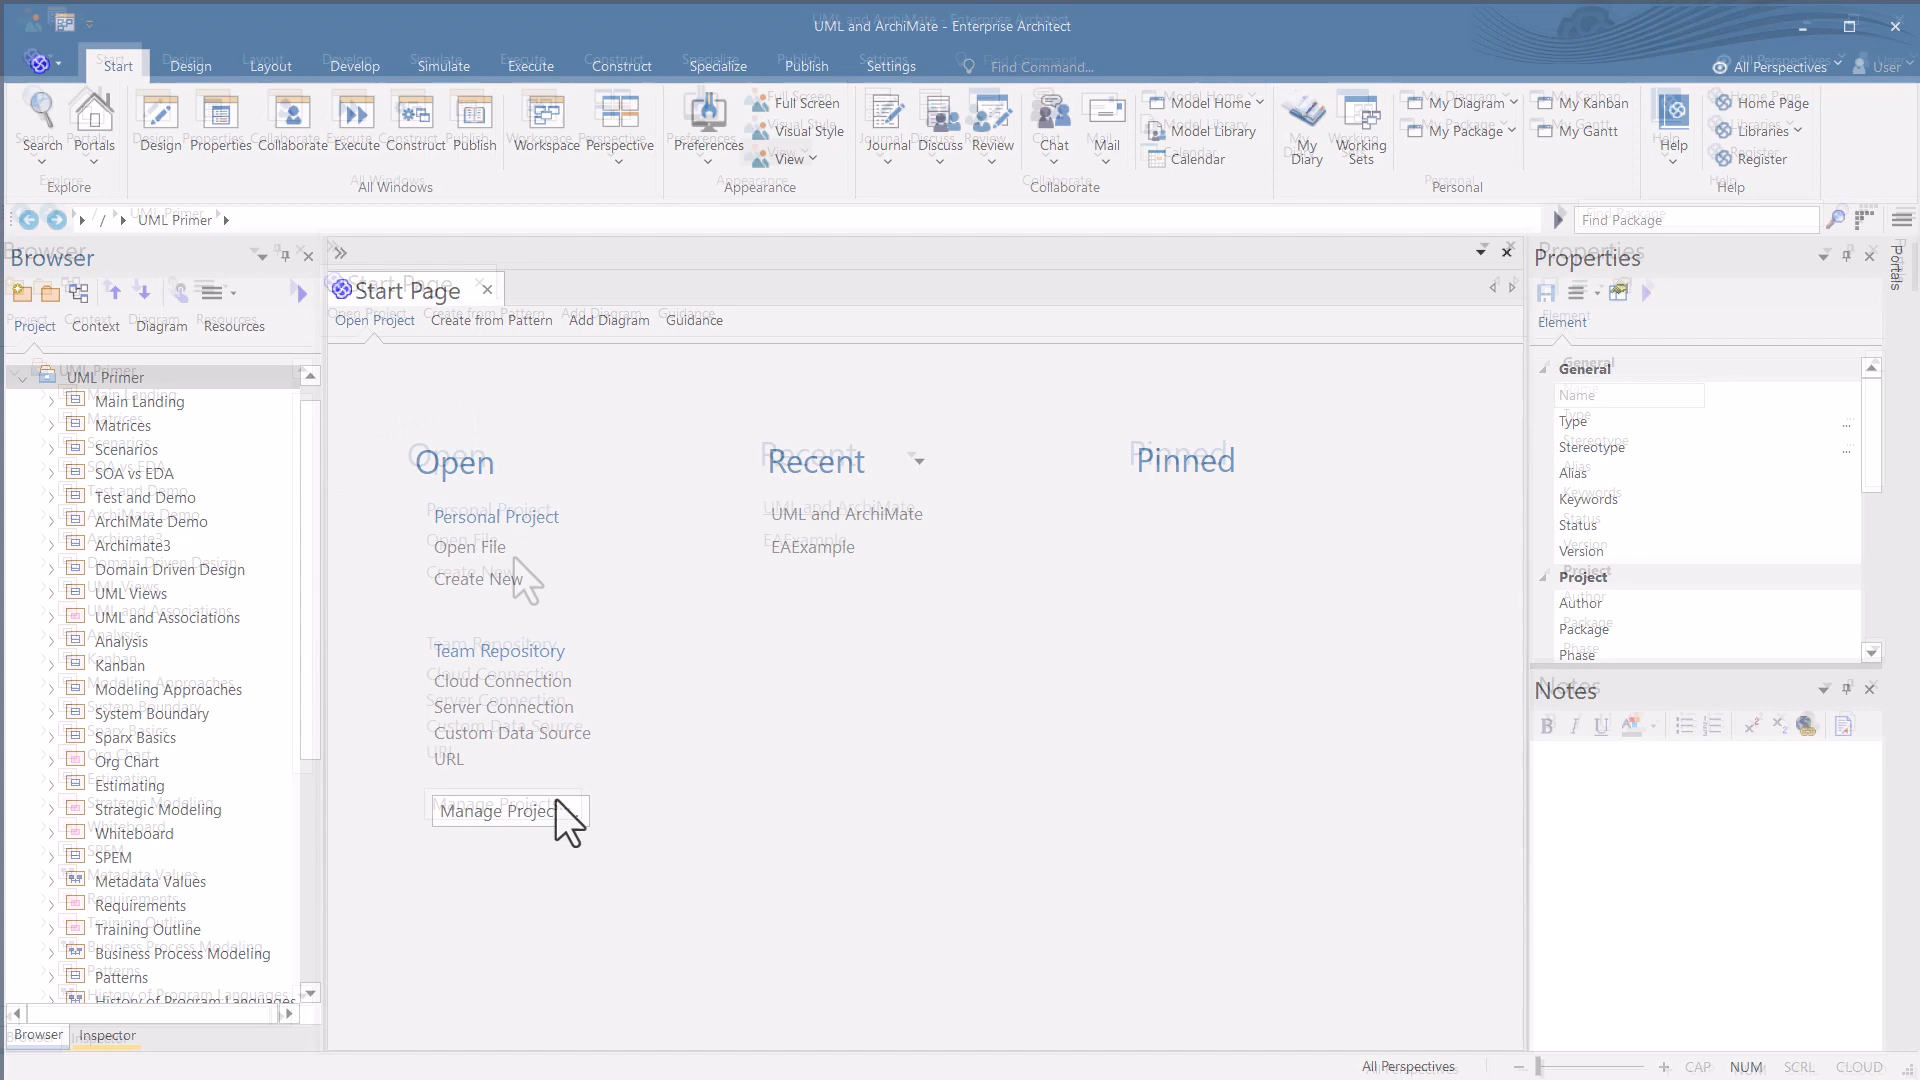 UML and ArchiMate - Enterprise Architect
Start Design Layout Develop Simulate Execute Construct Specialize Publish Settings Find Command... All Perspectives User
Search Portals
Explore
Design Properties Collaborate Execute Construct Publish Workspace Perspective
All Windows
Preferences Full Screen
Visual Style
View
Appearance
Journal Discuss Review Chat Mail Model Home
Model Library
Calendar
Collaborate
My Diary Working Sets My Diagram My Kanban
My Package My Gantt
Personal
Help Home Page
Libraries
Register
Help
/ UML Primer
Find Package
Browser
Project Context Diagram Resources
UML Primer
Main Landing
Matrices
Scenarios
SOA vs EDA
Test and Demo
ArchiMate Demo
Archimate3
Domain Driven Design
UML Views
UML and Associations
Analysis
Kanban
Modeling Approaches
System Boundary
Sparx Basics
Org Chart
Estimating
Strategic Modeling
Whiteboard
SPEM
Metadata Values
Requirements
Training Outline
Business Process Modeling
Patterns
History of Program Languages
Browser Inspector
Start Page
Open Project Create from Pattern Add Diagram Guidance
Open
Personal Project
Open File
Create New
Team Repository
Cloud Connection
Server Connection
Custom Data Source
URL
Manage Projec
Recent
UML and ArchiMate
EAExample
Pinned
Properties
Element
General
Name
Type ...
Stereotype ...
Alias
Keywords
Status
Version
Project
Author
Package
Phase
Notes
B I U
Portals
All Perspectives CAP NUM SCRL CLOUD